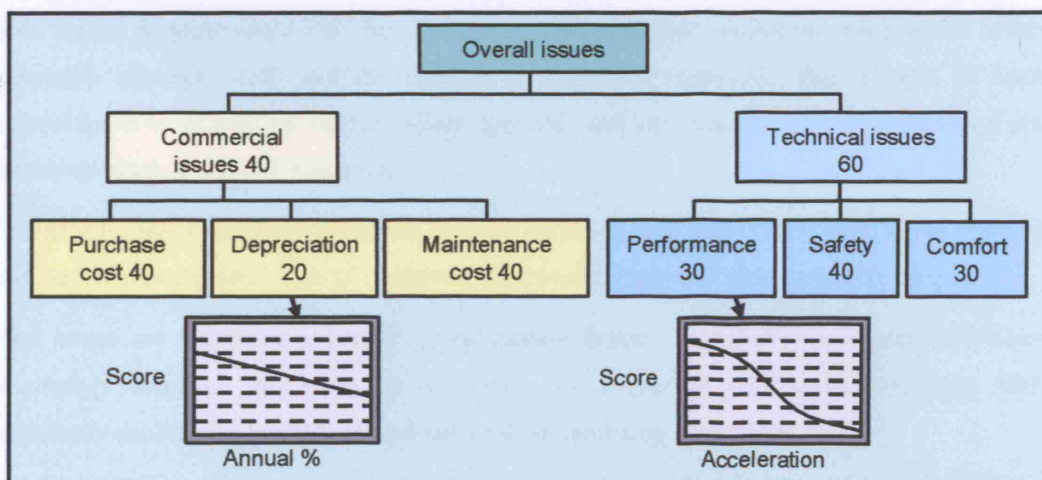 Overall issues
Commercial
issues 40
Technical issues
60
Purchase
cost 40
Depreciation
20
Maintenance
cost 40
Performance
30
Safety
40
Comfort
30
Score
Annual %
Score
Acceleration